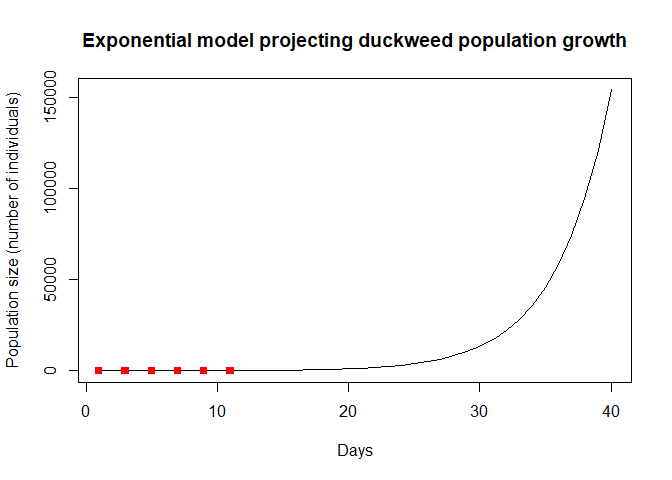 Exponential model projecting duckweed population growth
Population size (number of individuals)
150000
100000
50000
0
0 10 20 30 40
Days